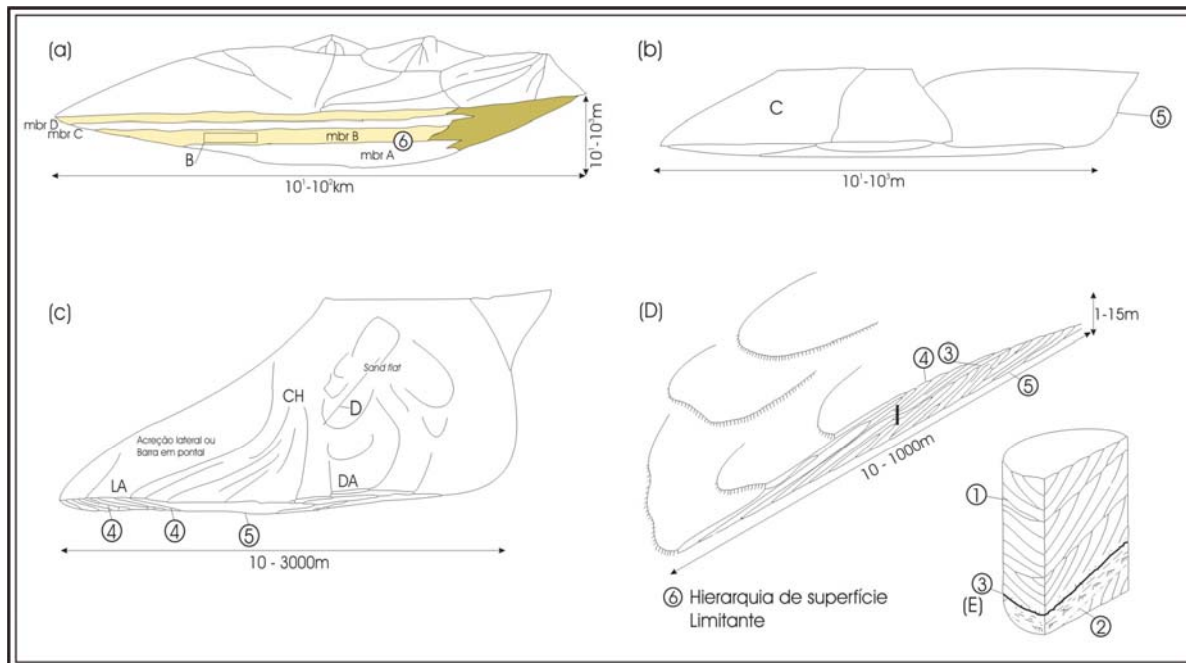 (a)
mbr D
mbr C
B
mbr B
⑥
mbr A
10¹-10²km
10¹-10³m
(b)
C
⑤
10¹-10³m
(c)
CH
Sand flat
D
Acreção lateral ou
Barra em pontal
LA
DA
④
④
⑤
10 - 3000m
(D)
1-15m
④
③
⑤
10 - 1000m
①
③
(E)
②
⑥ Hierarquia de superfície
Limitante